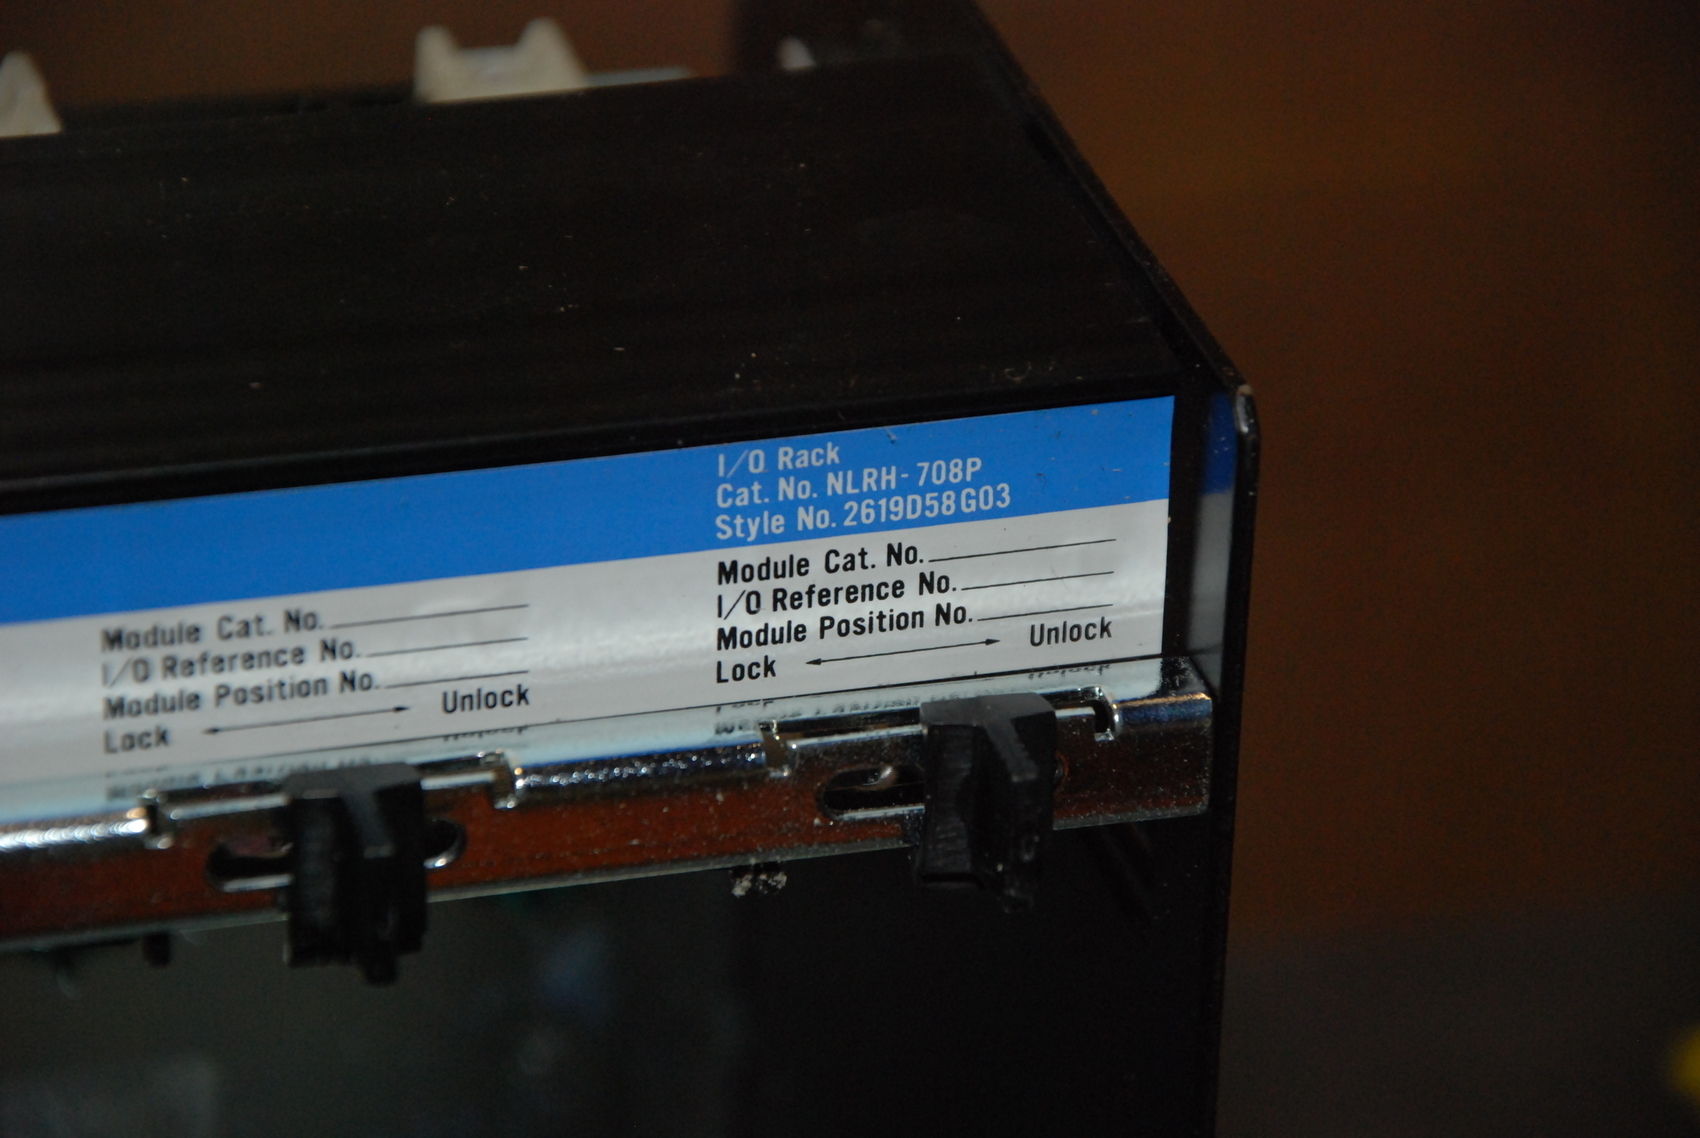 I/O Rack
Cat. No. NLRH-708P
Style No. 2619D58G03
Module Cat. No.
I/O Reference No.
Module Position No.
Lock Unlock
Module Cat. No.
I/O Reference No.
Module Position No.
Lock Unlock